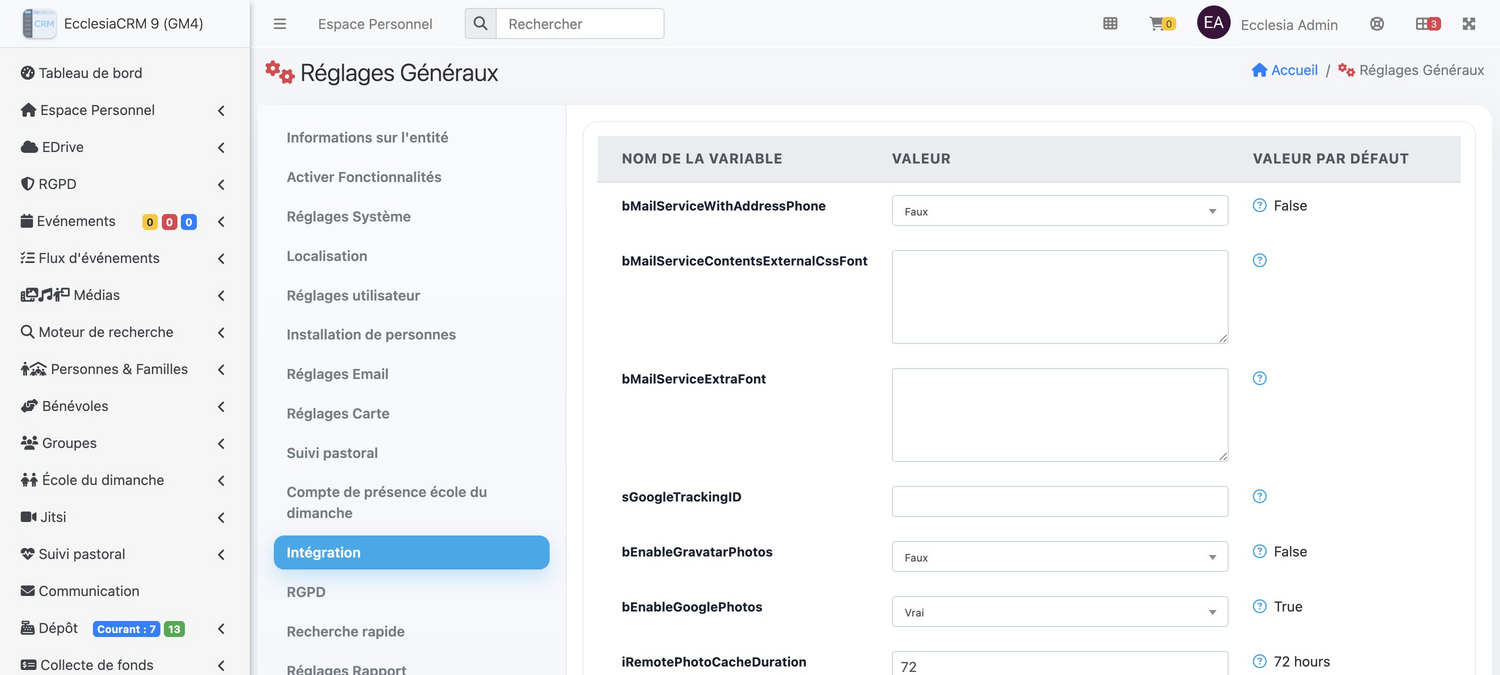 CRM EcclesiaCRM 9 (GM4)
Espace Personnel
Rechercher
0
EA Ecclesia Admin
3
Tableau de bord
Espace Personnel
EDrive
RGPD
Evénements 0 0 0
Flux d'événements
Médias
Moteur de recherche
Personnes & Familles
Bénévoles
Groupes
École du dimanche
Jitsi
Suivi pastoral
Communication
Dépôt Courant : 7 13
Collecte de fonds
Réglages Généraux
Accueil / Réglages Généraux
Informations sur l'entité
Activer Fonctionnalités
Réglages Système
Localisation
Réglages utilisateur
Installation de personnes
Réglages Email
Réglages Carte
Suivi pastoral
Compte de présence école du
dimanche
Intégration
RGPD
Recherche rapide
Réglages Rapport
NOM DE LA VARIABLE VALEUR VALEUR PAR DÉFAUT
bMailServiceWithAddressPhone Faux False
bMailServiceContentsExternalCssFont
bMailServiceExtraFont
sGoogleTrackingID
bEnableGravatarPhotos Faux False
bEnableGooglePhotos Vrai True
iRemotePhotoCacheDuration 72 72 hours